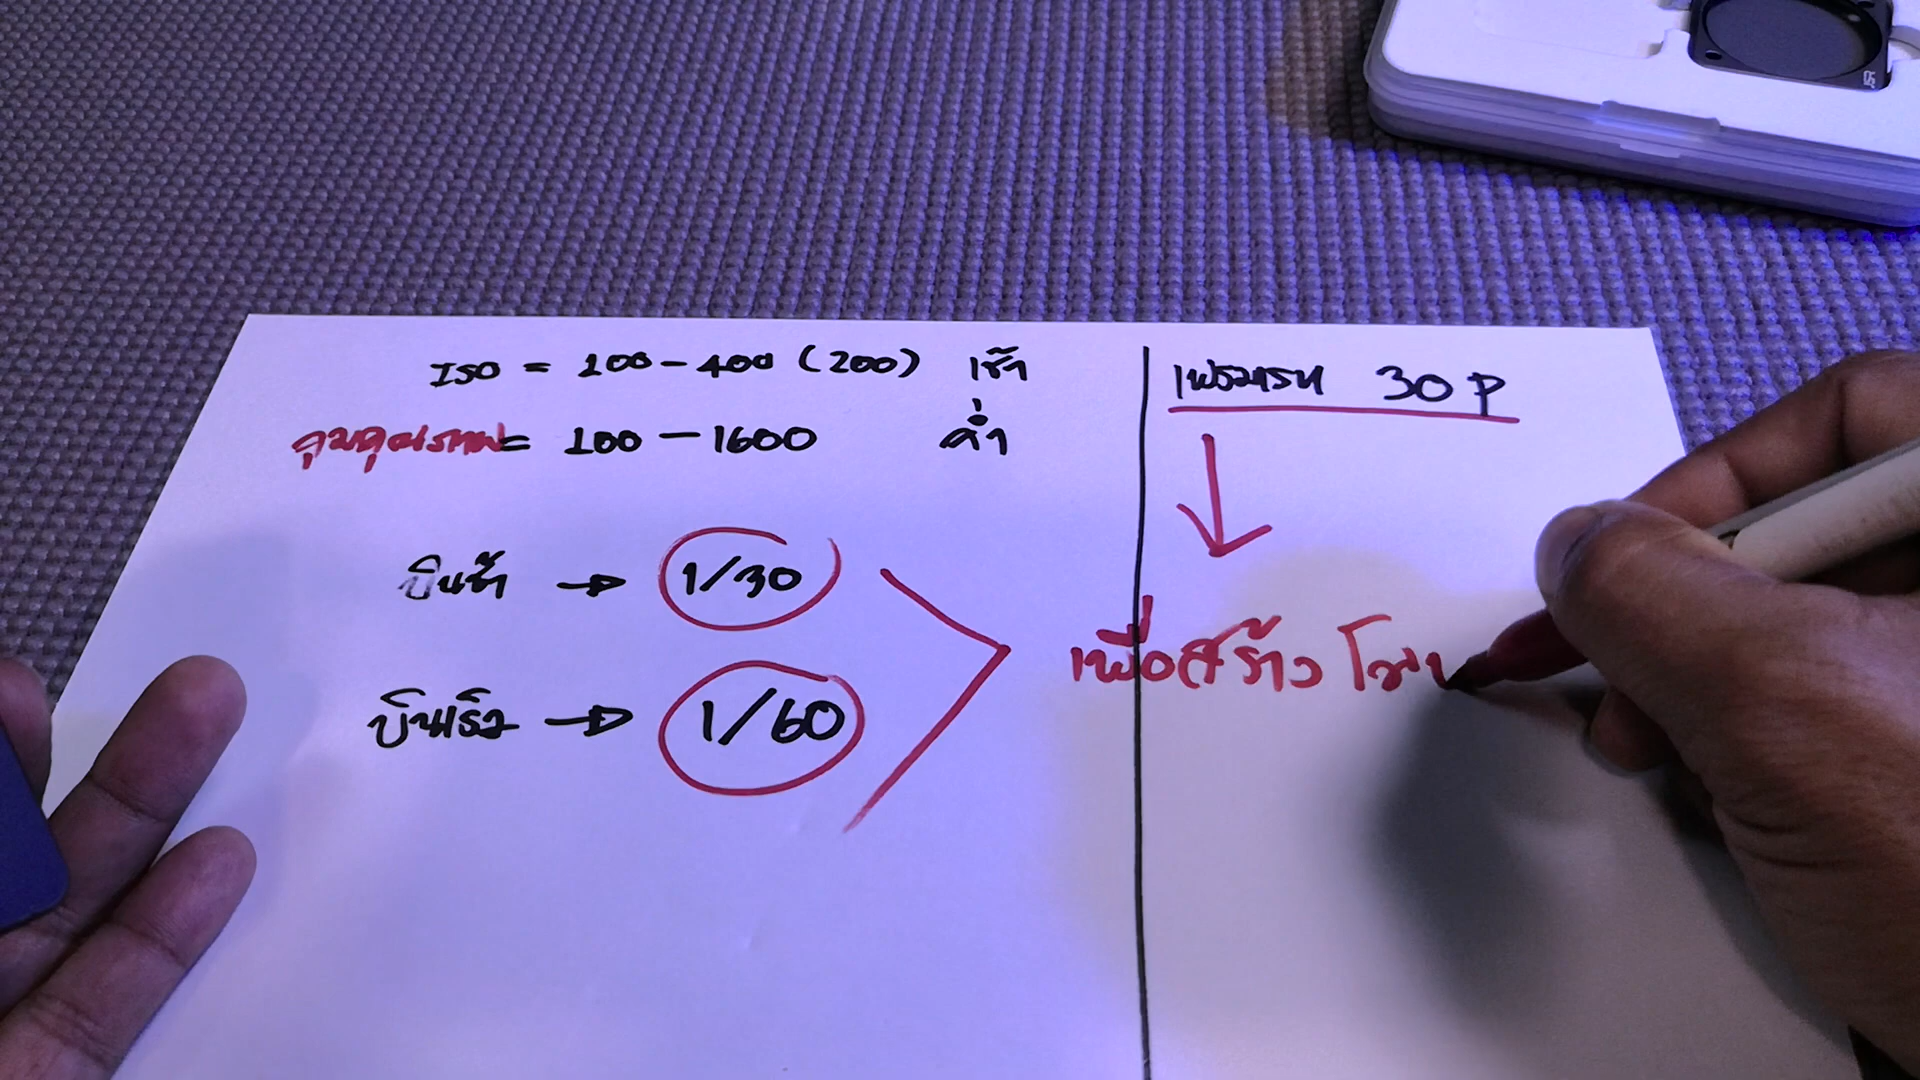 ISO = 100-400 (200) เช้า
คุมคุณภาพ = 100-1600 ค่ำ
บินช้า → 1/30
บินเร็ว → 1/60
เฟรมเรท 30 P
เพื่อสร้าง